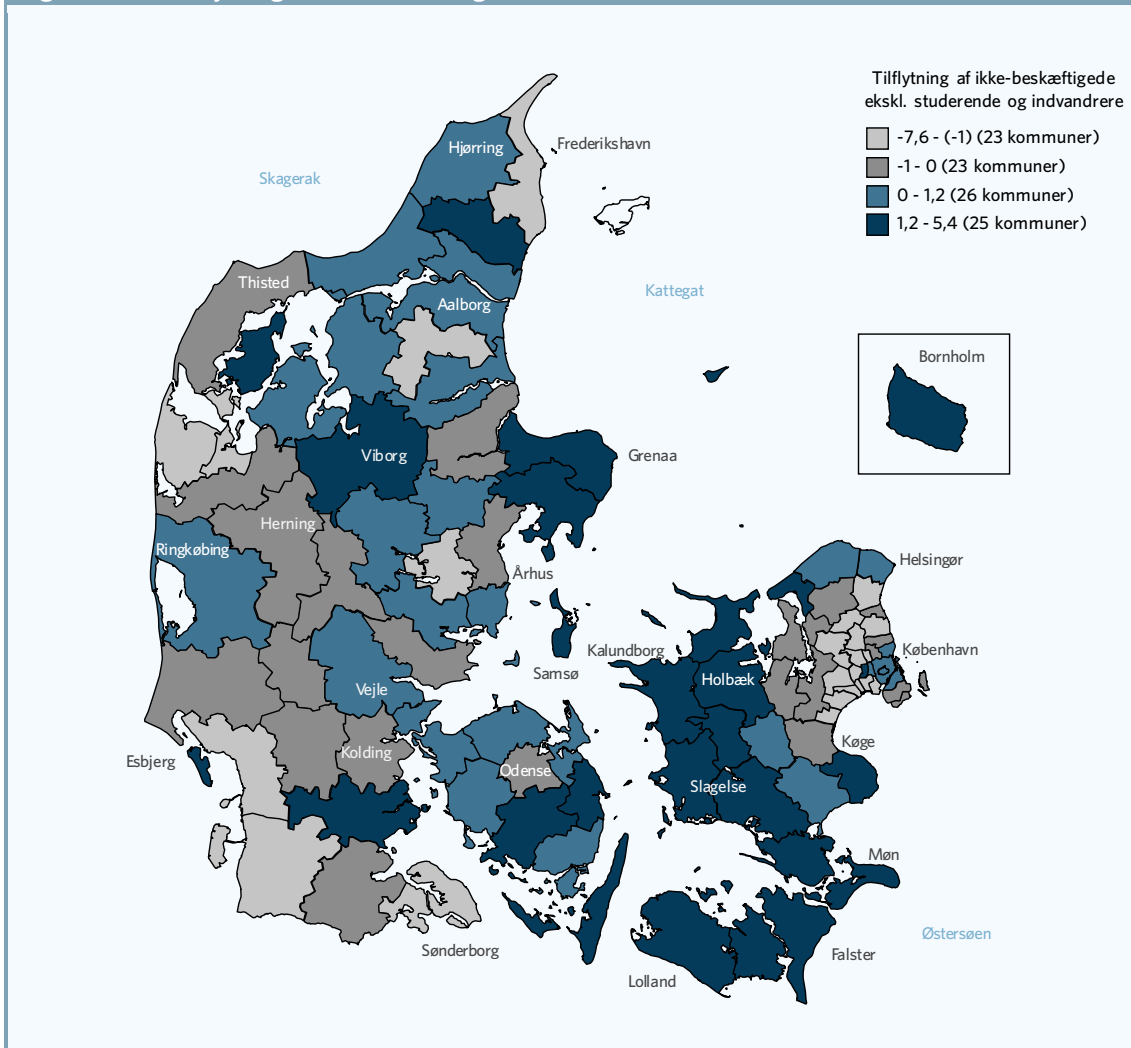 Tilflytning af ikke-beskæftigede
ekskl. studerende og indvandrere
-7,6 - (-1) (23 kommuner)
-1 - 0 (23 kommuner)
0 - 1,2 (26 kommuner)
1,2 - 5,4 (25 kommuner)
Hjørring
Frederikshavn
Skagerak
Thisted
Kattegat
Aalborg
Bornholm
Viborg
Grenaa
Herning
Ringkøbing
Helsingør
Århus
Kalundborg
København
Samsø
Holbæk
Vejle
Køge
Kolding
Esbjerg
Odense
Slagelse
Møn
Østersøen
Sønderborg
Falster
Lolland